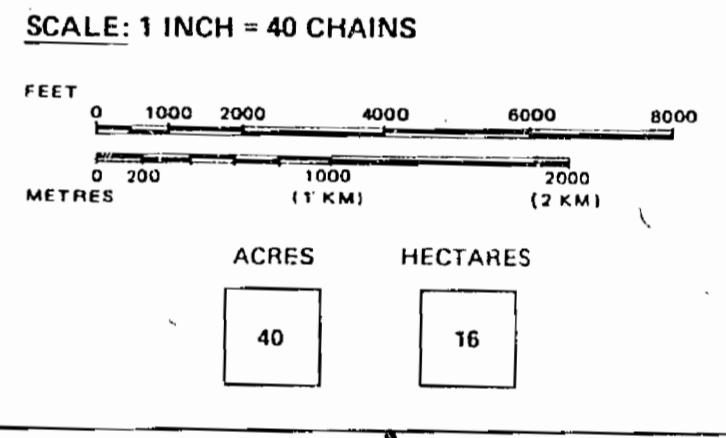 SCALE: 1 INCH = 40 CHAINS
FEET
0 1000 2000 4000 6000 8000
0 200 1000 2000
METRES (1 KM) (2 KM)
ACRES HECTARES
40 16